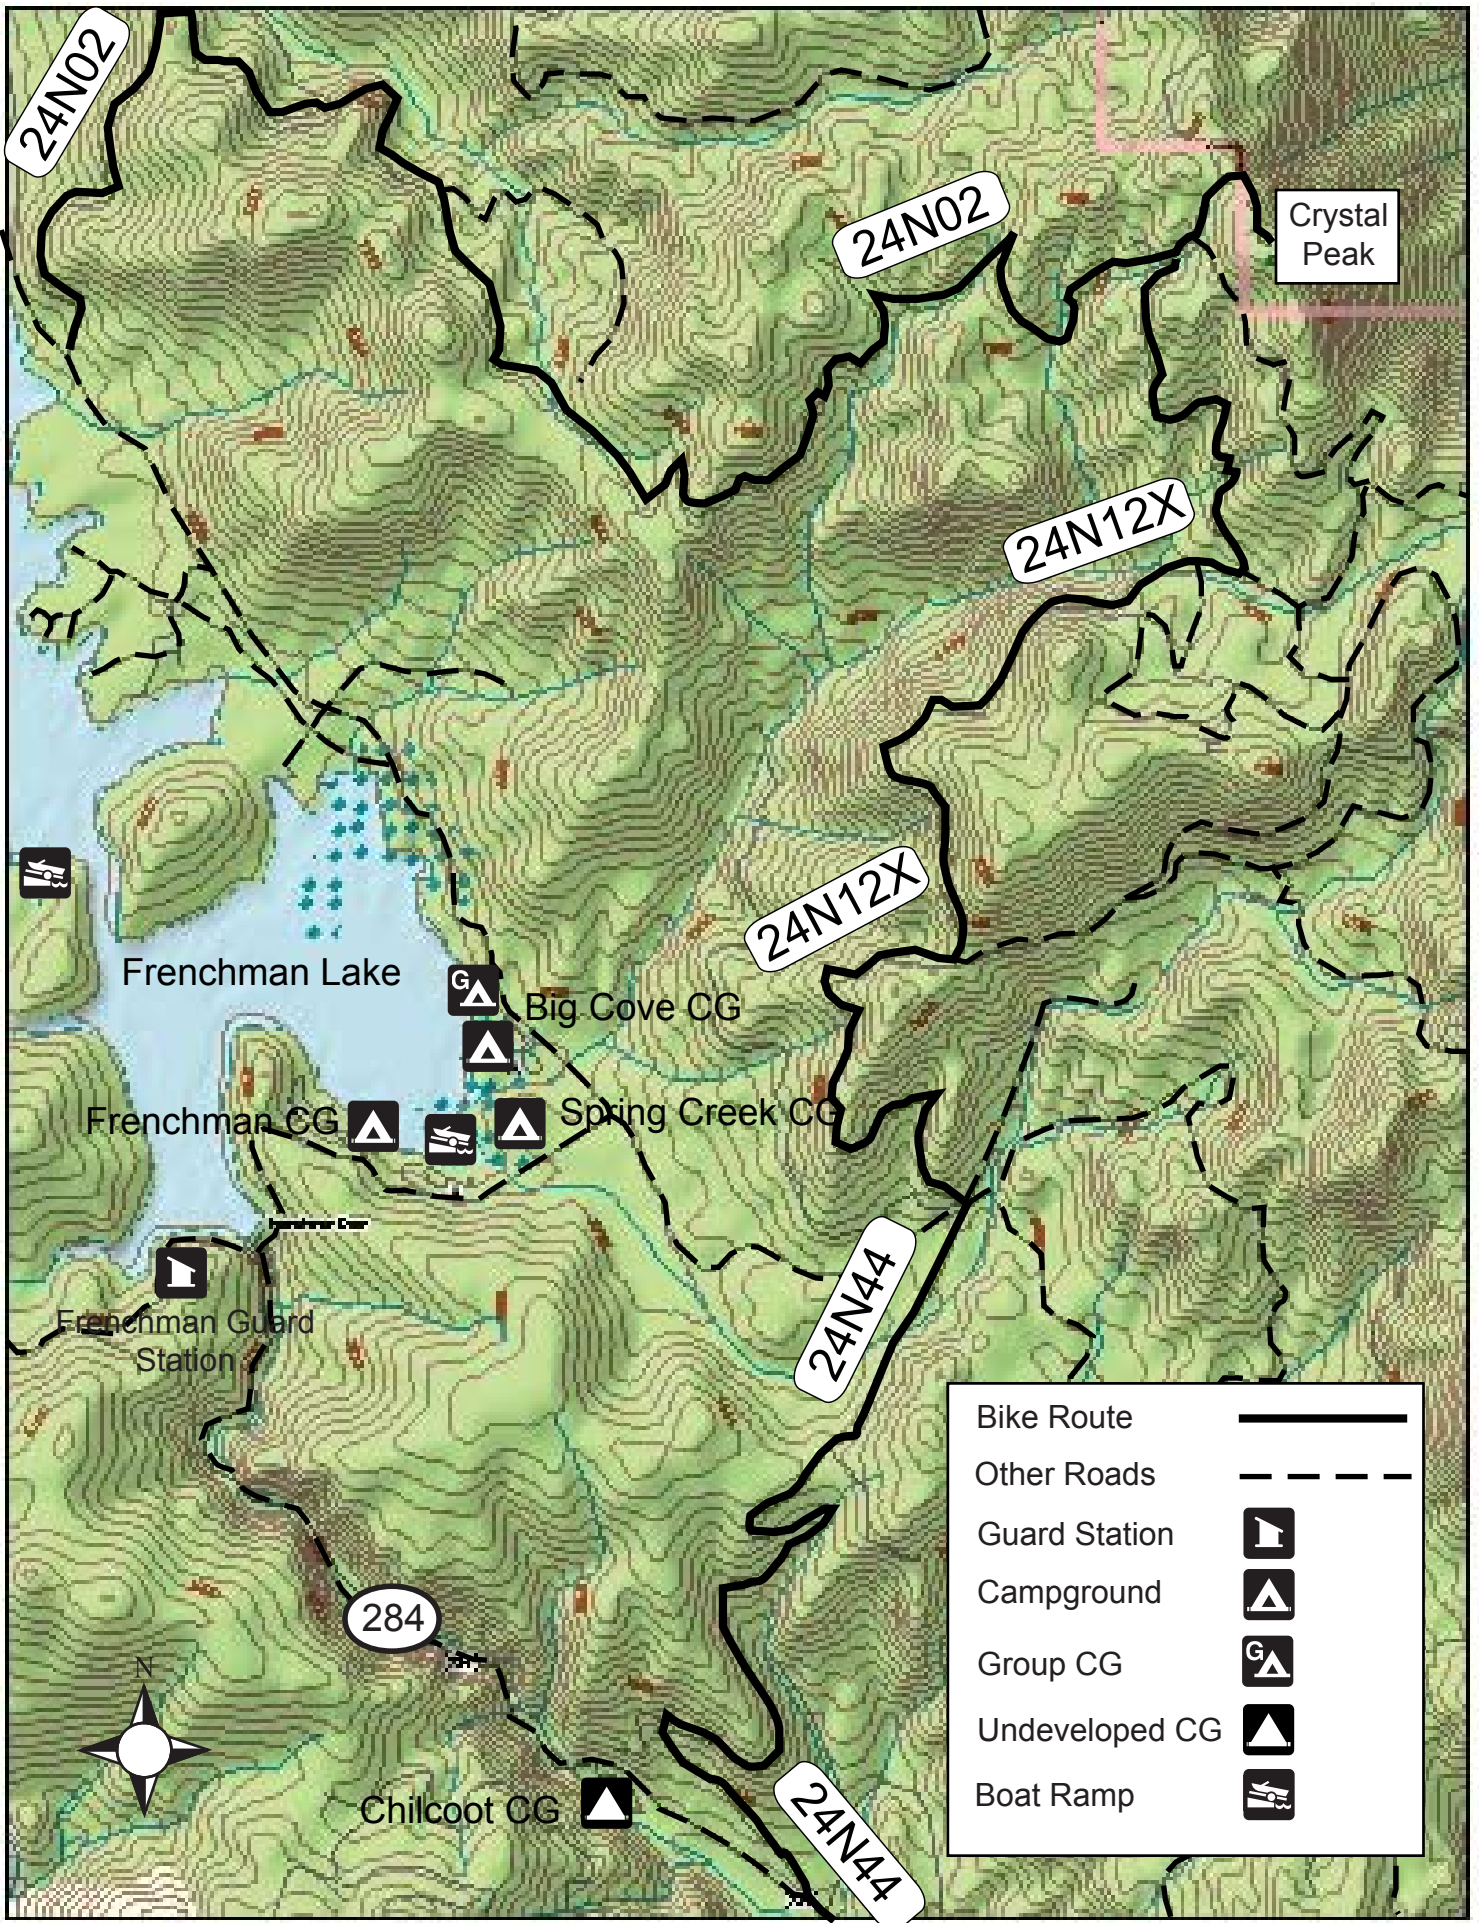 24N02
24N02
Crystal
Peak
24N12X
24N12X
Frenchman Lake
G
Big Cove CG
Frenchman CG
Spring Creek CG
24N44
Frenchman Guard
Station
284
N
Chilcoot CG
24N44
Bike Route
Other Roads
Guard Station
Campground
Group CG
G
Undeveloped CG
Boat Ramp